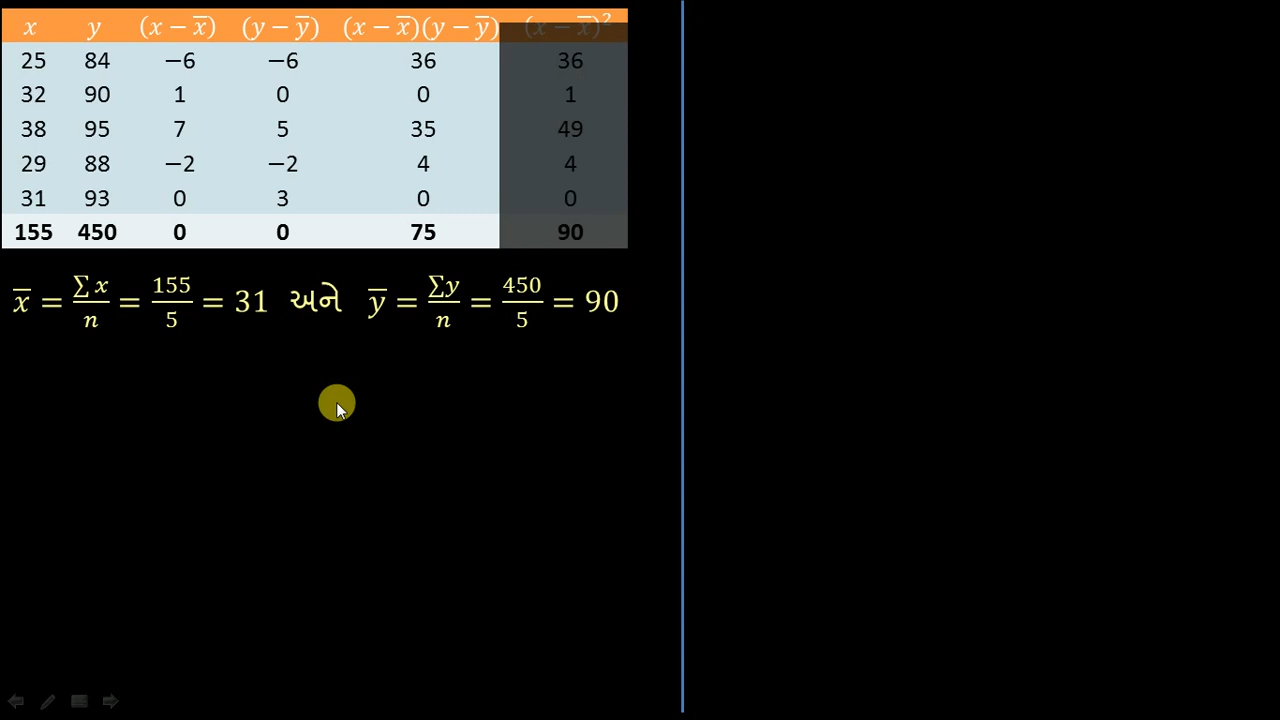 x y (x − x̅) (y − y̅) (x − x̅)(y − y̅) (x − x̅)²
25 84 −6 −6 36 36
32 90 1 0 0 1
38 95 7 5 35 49
29 88 −2 −2 4 4
31 93 0 3 0 0
155 450 0 0 75 90
x̅ = ∑x/n = 155/5 = 31 અને y̅ = ∑y/n = 450/5 = 90